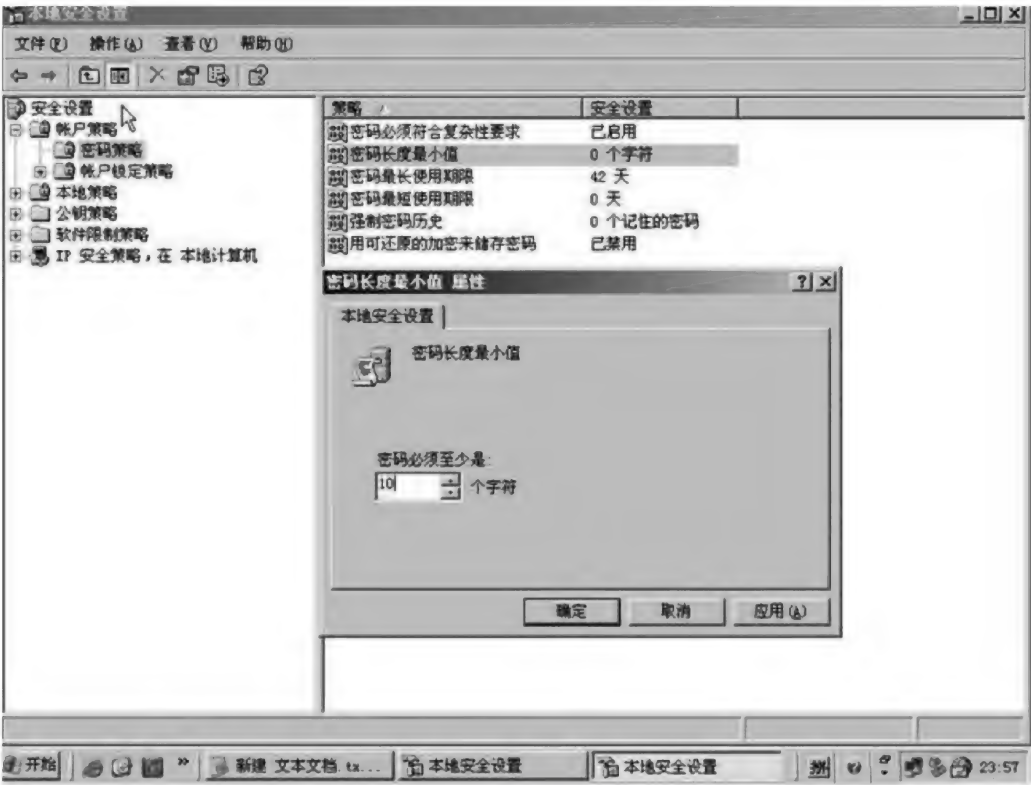 本地安全设置
文件(F) 操作(A) 查看(V) 帮助(H)
安全设置
帐户策略
密码策略
帐户锁定策略
本地策略
公钥策略
软件限制策略
IP 安全策略，在 本地计算机
策略 安全设置
密码必须符合复杂性要求 已启用
密码长度最小值 0 个字符
密码最长使用期限 42 天
密码最短使用期限 0 天
强制密码历史 0 个记住的密码
用可还原的加密来储存密码 已禁用
密码长度最小值 属性
本地安全设置
密码长度最小值
密码必须至少是:
10 个字符
确定 取消 应用(A)
开始 » 新建 文本文档.tx... 本地安全设置 本地安全设置 23:57